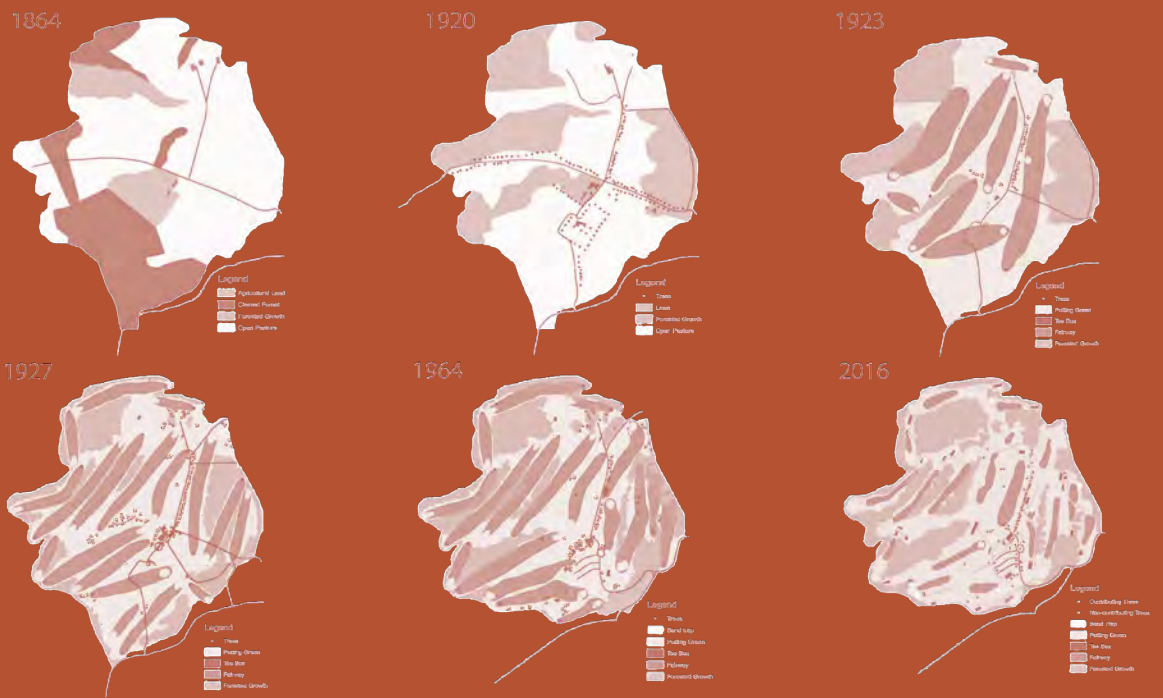 1864
1920
1923
Legend
Agricultural Land
Cleared Forest
Forested Growth
Open Pasture
Legend
Trees
Lawn
Forested Growth
Open Pasture
Legend
Trees
Putting Green
Tee Box
Fairway
Forested Growth
1927
1964
2016
Legend
Trees
Putting Green
Tee Box
Fairway
Forested Growth
Legend
Trees
Sand Trap
Putting Green
Tee Box
Fairway
Forested Growth
Legend
Contributing Trees
Non-contributing Trees
Sand Trap
Putting Green
Tee Box
Fairway
Forested Growth